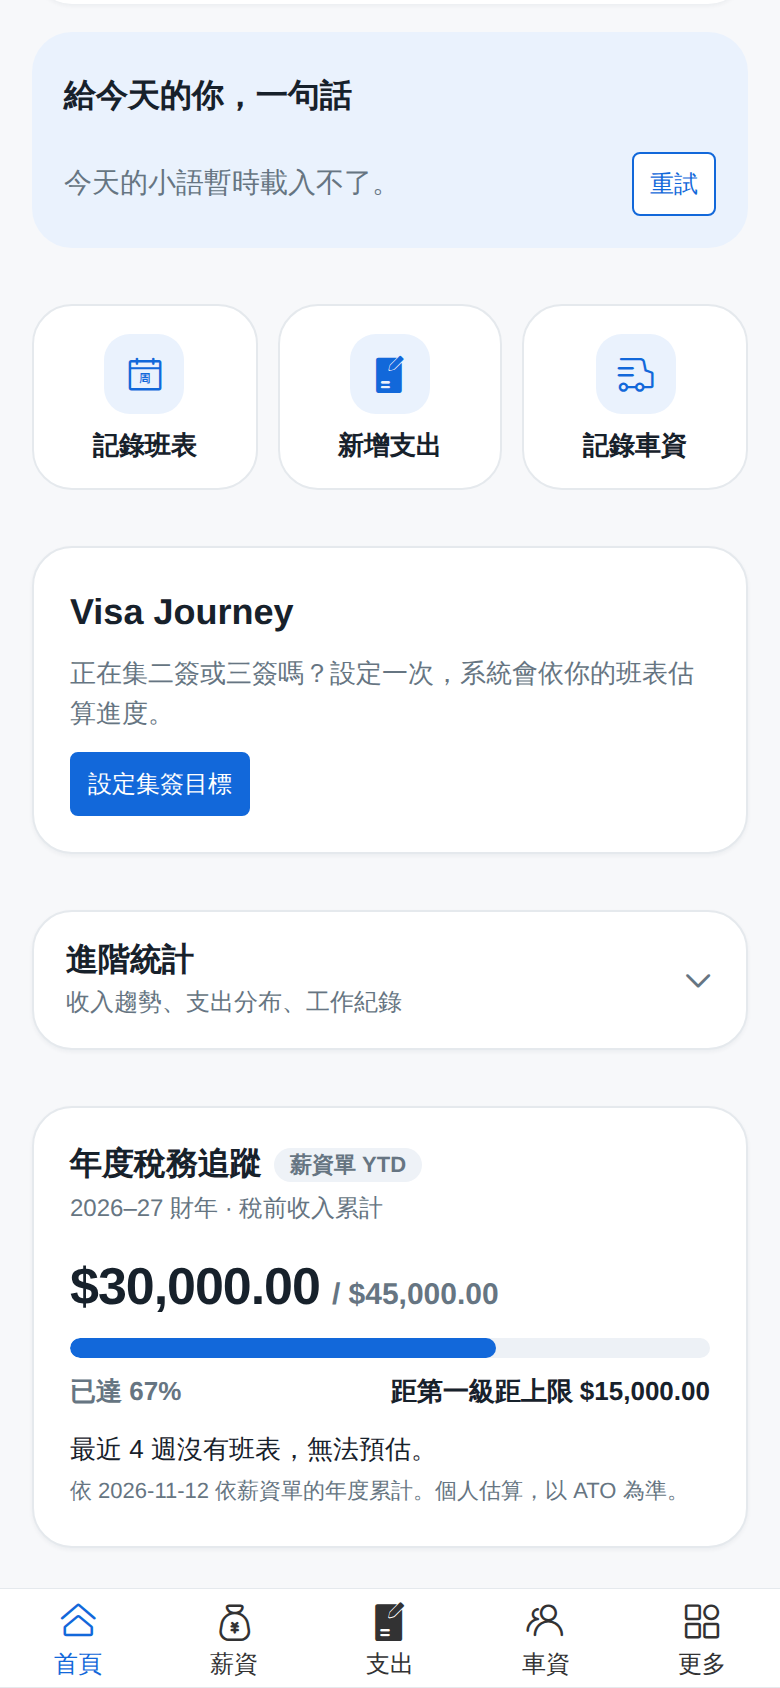 給今天的你，一句話
今天的小語暫時載入不了。
重試
周
記錄班表
新增支出
記錄車資
Visa Journey
正在集二簽或三簽嗎？設定一次，系統會依你的班表估
算進度。
設定集簽目標
進階統計
收入趨勢、支出分布、工作紀錄
年度稅務追蹤 薪資單 YTD
2026–27 財年 · 稅前收入累計
$30,000.00 / $45,000.00
已達 67%
距第一級距上限 $15,000.00
最近 4 週沒有班表，無法預估。
依 2026-11-12 依薪資單的年度累計。個人估算，以 ATO 為準。
¥
首頁
薪資
支出
車資
更多